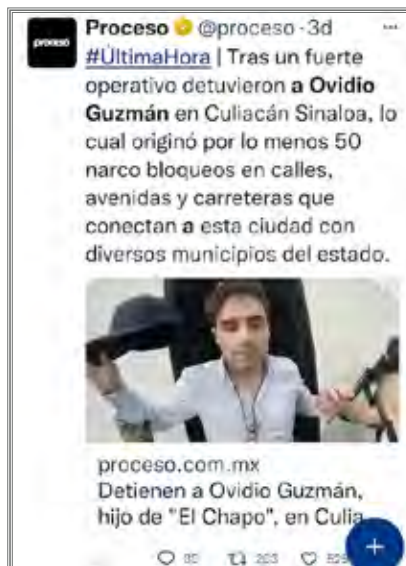 proceso
Proceso @proceso · 3d
#ÚltimaHora | Tras un fuerte
operativo detuvieron a Ovidio
Guzmán en Culiacán Sinaloa, lo
cual originó por lo menos 50
narco bloqueos en calles,
avenidas y carreteras que
conectan a esta ciudad con
diversos municipios del estado.
proceso.com.mx
Detienen a Ovidio Guzmán,
hijo de "El Chapo", en Culia